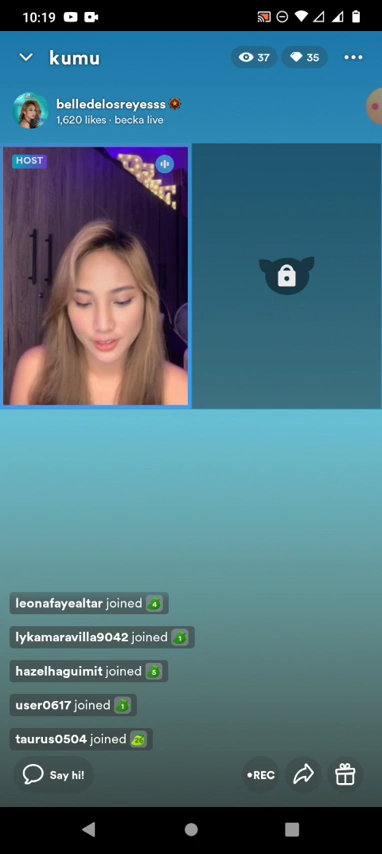 10:19
kumu
37
35
belledelosreyesss
1,620 likes · becka live
HOST
leonafayealtar joined 4
lykamaravilla9042 joined 1
hazelhaguimit joined 5
user0617 joined 1
taurus0504 joined
Say hi!
•REC